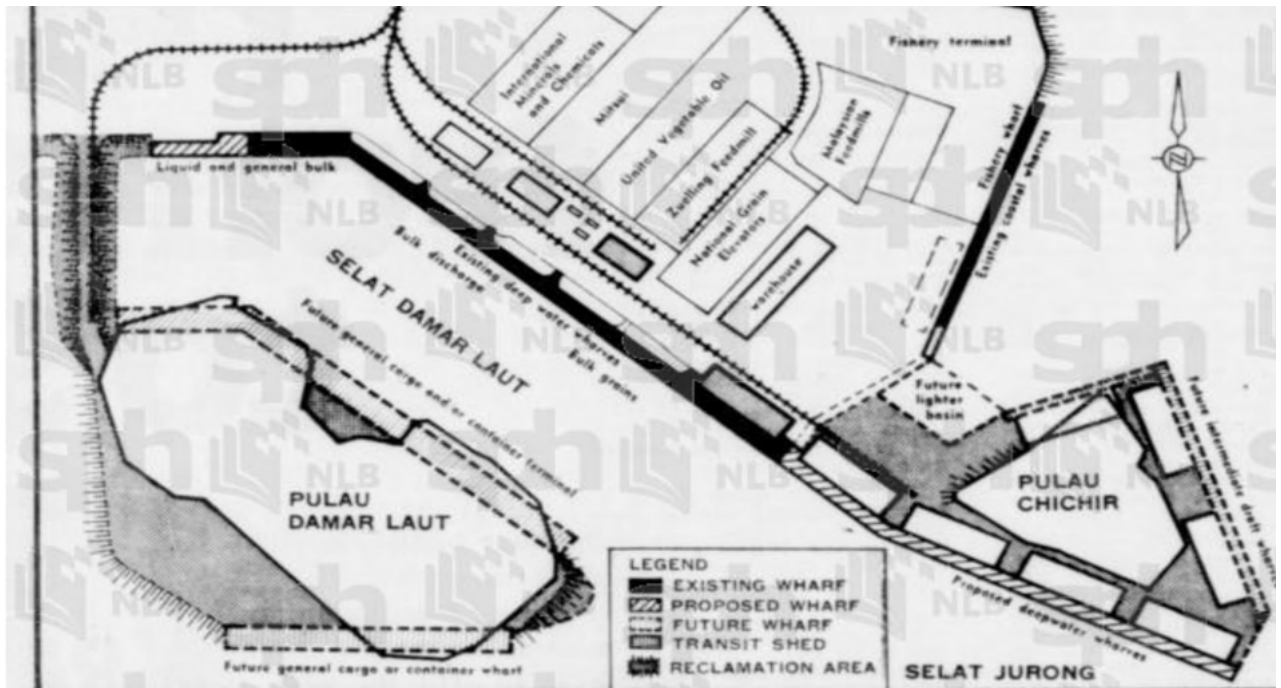 International
Minerals
and Chemicals
Mitsui
United Vegetable Oil
Zuelling Feedmill
National Grain
Elevators
warehouse
Malaysian
Feedmills
Fishery terminal
Fishery wharf
Existing coastal wharves
Liquid and general bulk
Existing deep water wharves
Bulk discharge
Bulk grains
SELAT DAMAR LAUT
Future general cargo and or container terminal
PULAU
DAMAR LAUT
Future general cargo or container wharf
Future
lighter
basin
PULAU
CHICHIR
Future intermediate draft wharves
Proposed deepwater wharves
SELAT JURONG
LEGEND
EXISTING WHARF
PROPOSED WHARF
FUTURE WHARF
TRANSIT SHED
RECLAMATION AREA
sph
NLB